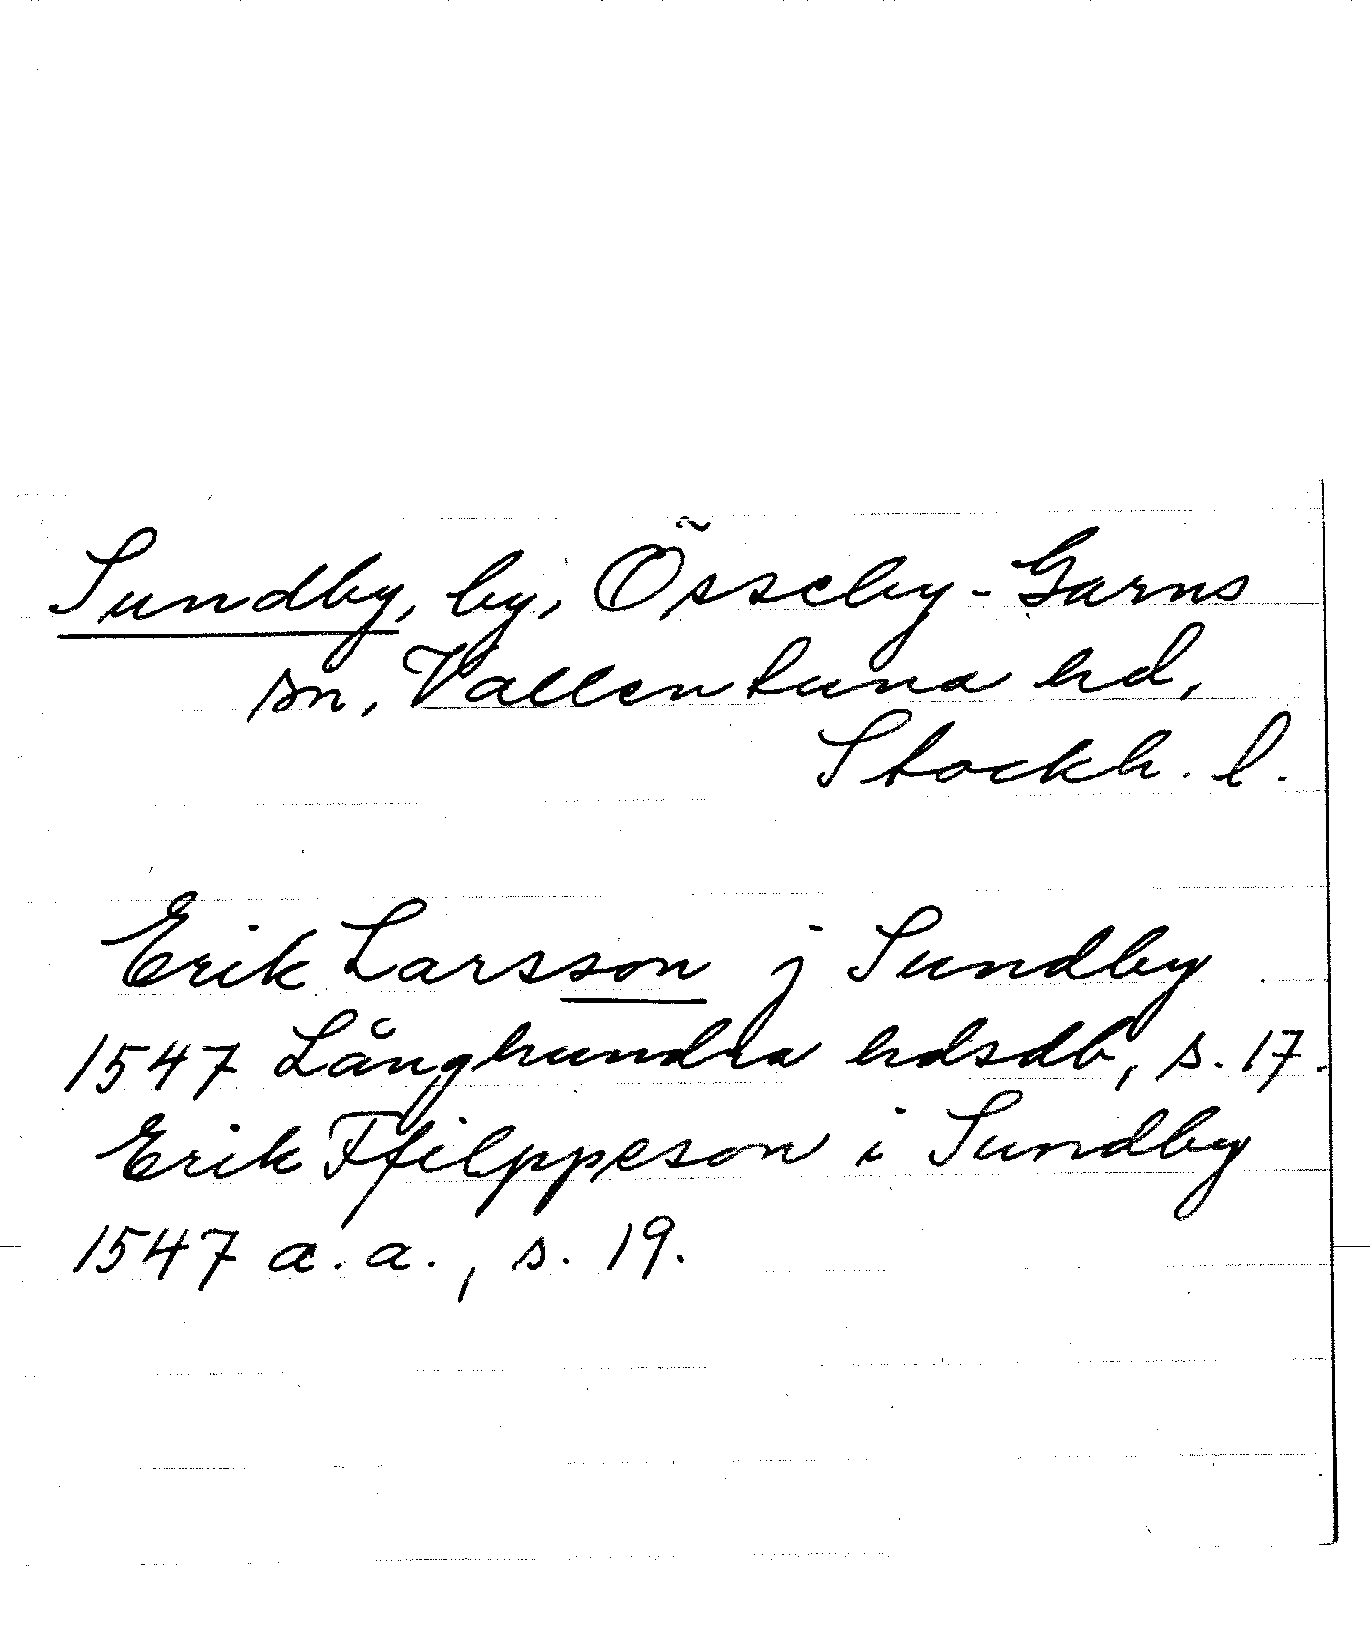 Sundby, by, Össeby-Garns
sn, Vallentuna hd,
Stockh. l.
Erik Larsson j Sundby
1547 Långhundra hdsdb, s. 17.
Erik Ffilppeson i Sundby
1547 a.a., s. 19.